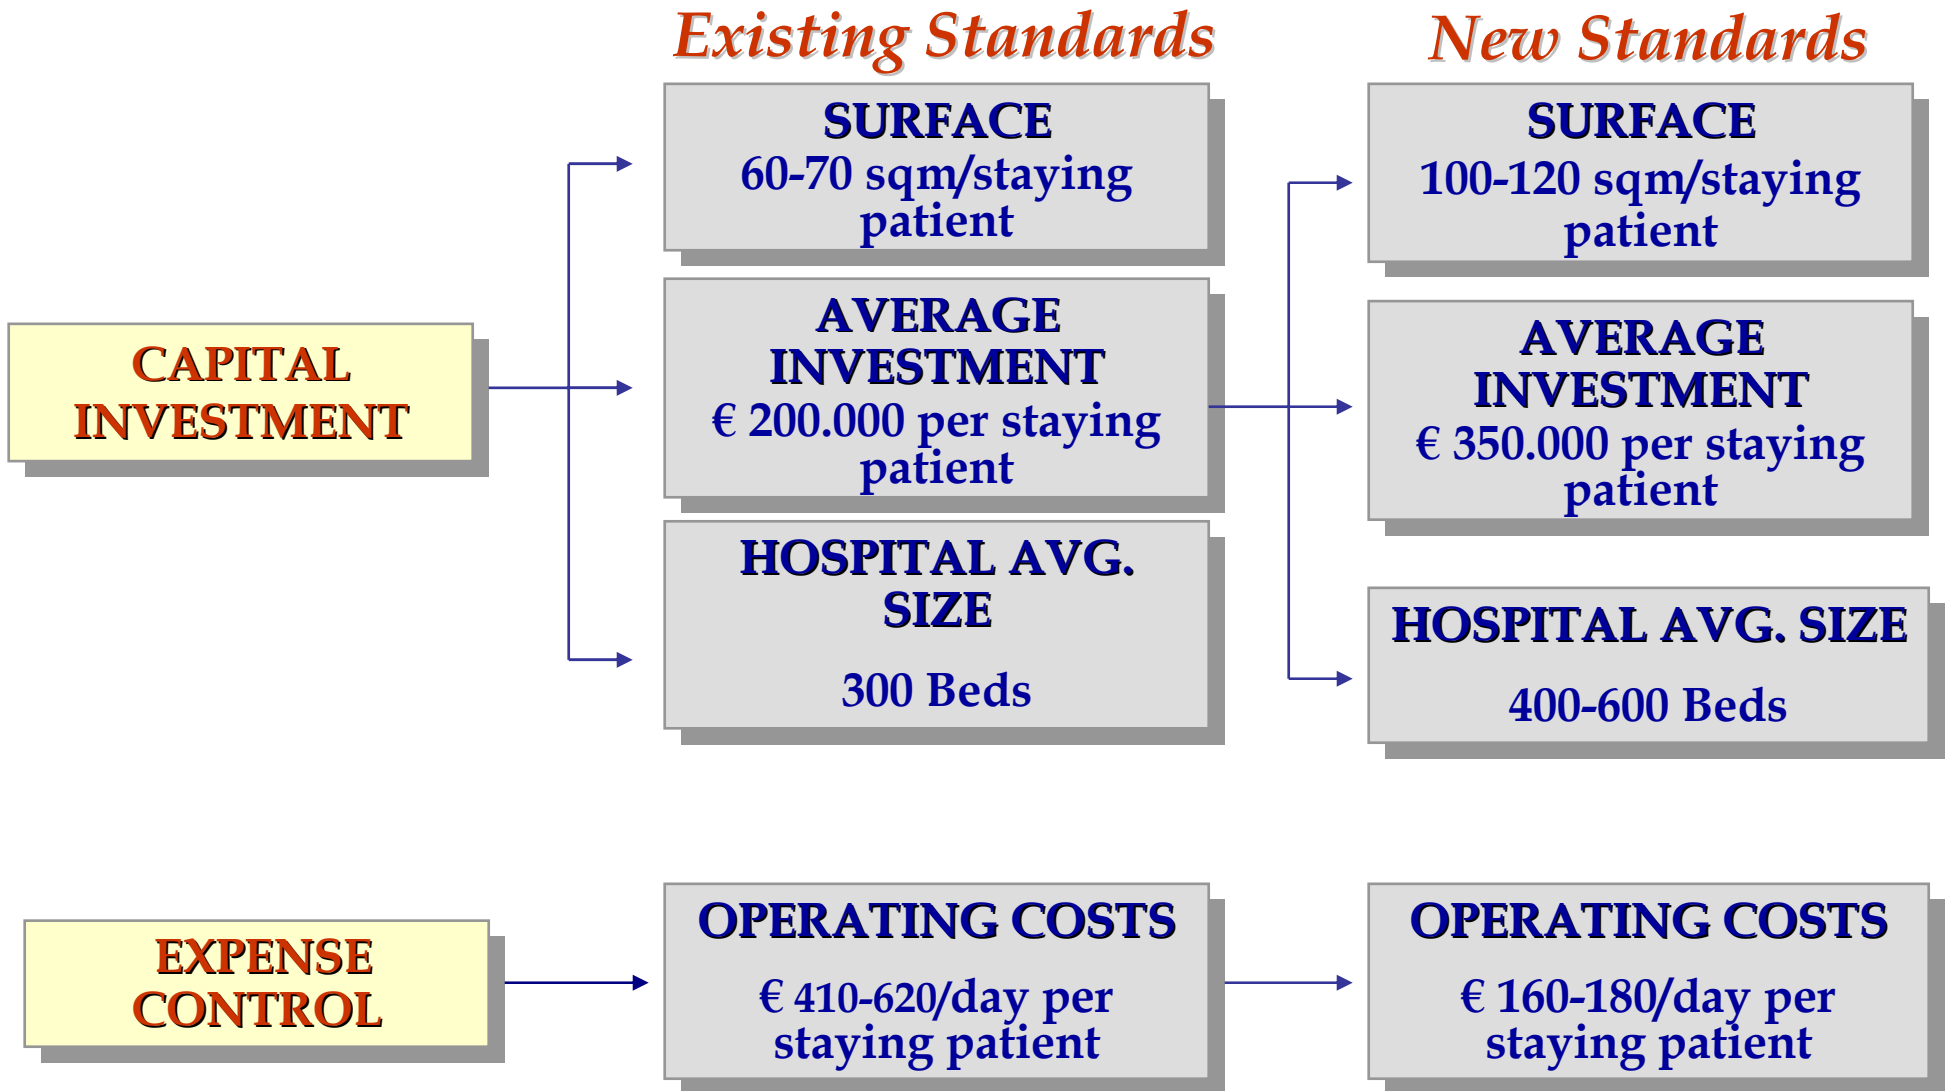 Existing Standards
New Standards
CAPITAL
INVESTMENT
SURFACE
60-70 sqm/staying
patient
AVERAGE
INVESTMENT
€ 200.000 per staying
patient
HOSPITAL AVG.
SIZE
300 Beds
SURFACE
100-120 sqm/staying
patient
AVERAGE
INVESTMENT
€ 350.000 per staying
patient
HOSPITAL AVG. SIZE
400-600 Beds
EXPENSE
CONTROL
OPERATING COSTS
€ 410-620/day per
staying patient
OPERATING COSTS
€ 160-180/day per
staying patient